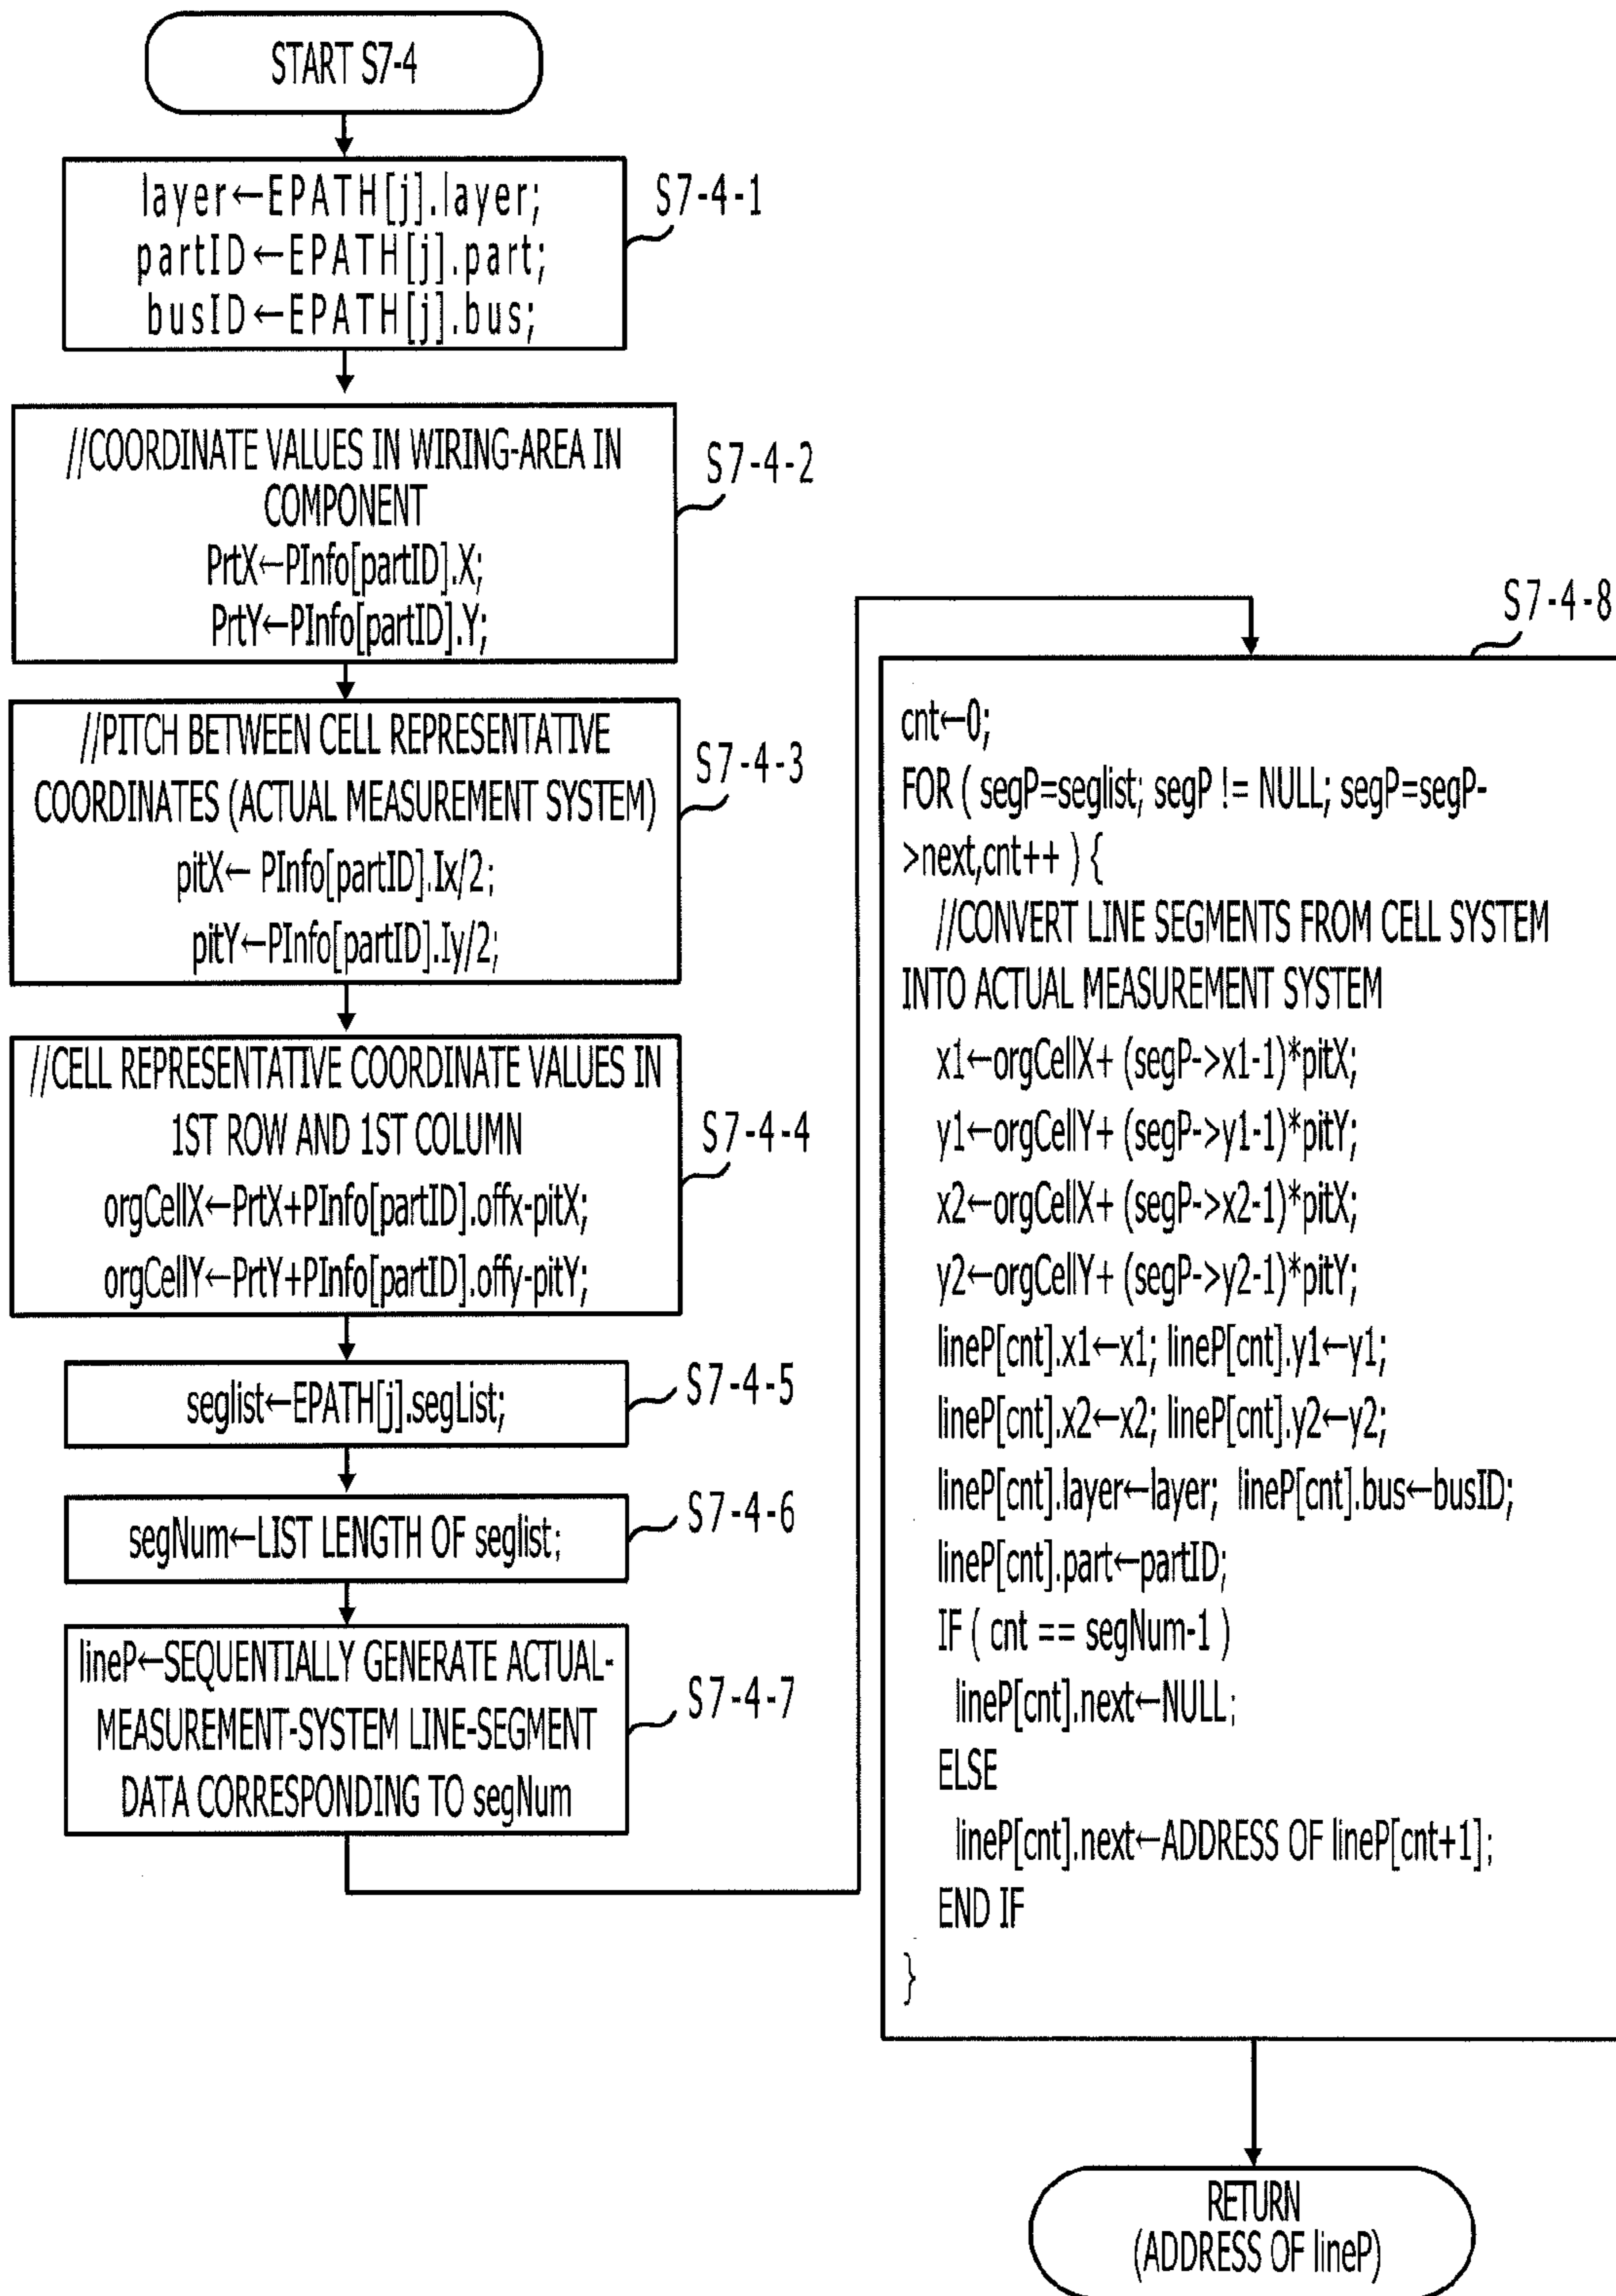 START S7-4
layer←EPATH[j].layer;
partID←EPATH[j].part;
busID←EPATH[j].bus;
S7-4-1
//COORDINATE VALUES IN WIRING-AREA IN
COMPONENT
PrtX←PInfo[partID].X;
PrtY←PInfo[partID].Y;
S7-4-2
//PITCH BETWEEN CELL REPRESENTATIVE
COORDINATES (ACTUAL MEASUREMENT SYSTEM)
pitX← PInfo[partID].Ix/2;
pitY←PInfo[partID].Iy/2;
S7-4-3
//CELL REPRESENTATIVE COORDINATE VALUES IN
1ST ROW AND 1ST COLUMN
orgCellX←PrtX+PInfo[partID].offx-pitX;
orgCellY←PrtY+PInfo[partID].offy-pitY;
S7-4-4
seglist←EPATH[j].segList;
S7-4-5
segNum←LIST LENGTH OF seglist;
S7-4-6
lineP←SEQUENTIALLY GENERATE ACTUAL-
MEASUREMENT-SYSTEM LINE-SEGMENT
DATA CORRESPONDING TO segNum
S7-4-7
S7-4-8
cnt←0;
FOR ( segP=seglist; segP != NULL; segP=segP-
>next,cnt++ ) {
//CONVERT LINE SEGMENTS FROM CELL SYSTEM
INTO ACTUAL MEASUREMENT SYSTEM
x1←orgCellX+ (segP->x1-1)*pitX;
y1←orgCellY+ (segP->y1-1)*pitY;
x2←orgCellX+ (segP->x2-1)*pitX;
y2←orgCellY+ (segP->y2-1)*pitY;
lineP[cnt].x1←x1; lineP[cnt].y1←y1;
lineP[cnt].x2←x2; lineP[cnt].y2←y2;
lineP[cnt].layer←layer; lineP[cnt].bus←busID;
lineP[cnt].part←partID;
IF ( cnt == segNum-1 )
lineP[cnt].next←NULL;
ELSE
lineP[cnt].next←ADDRESS OF lineP[cnt+1];
END IF
}
RETURN
(ADDRESS OF lineP)